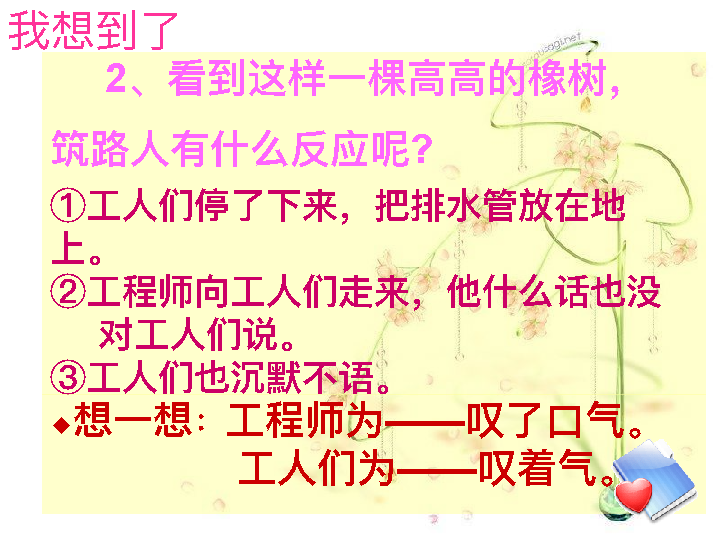 我想到了
2、看到这样一棵高高的橡树，
筑路人有什么反应呢?
①工人们停了下来，把排水管放在地
上。
②工程师向工人们走来，他什么话也没
对工人们说。
③工人们也沉默不语。
◆想一想：工程师为——叹了口气。
工人们为——叹着气。